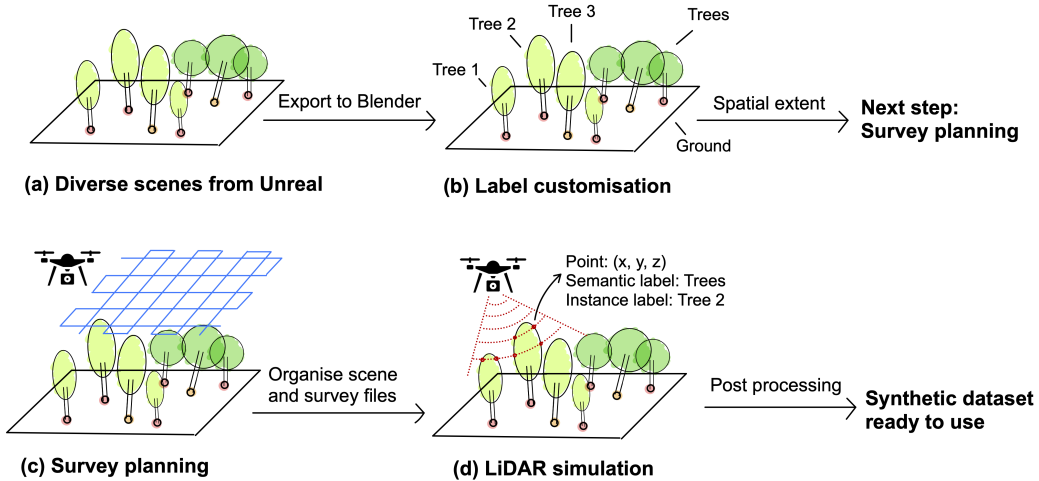 Tree 1
Tree 2
Tree 3
Trees
Export to Blender
Spatial extent
Next step:
Survey planning
Ground
(a) Diverse scenes from Unreal
(b) Label customisation
Point: (x, y, z)
Semantic label: Trees
Instance label: Tree 2
Organise scene
and survey files
Post processing
Synthetic dataset
ready to use
(c) Survey planning
(d) LiDAR simulation